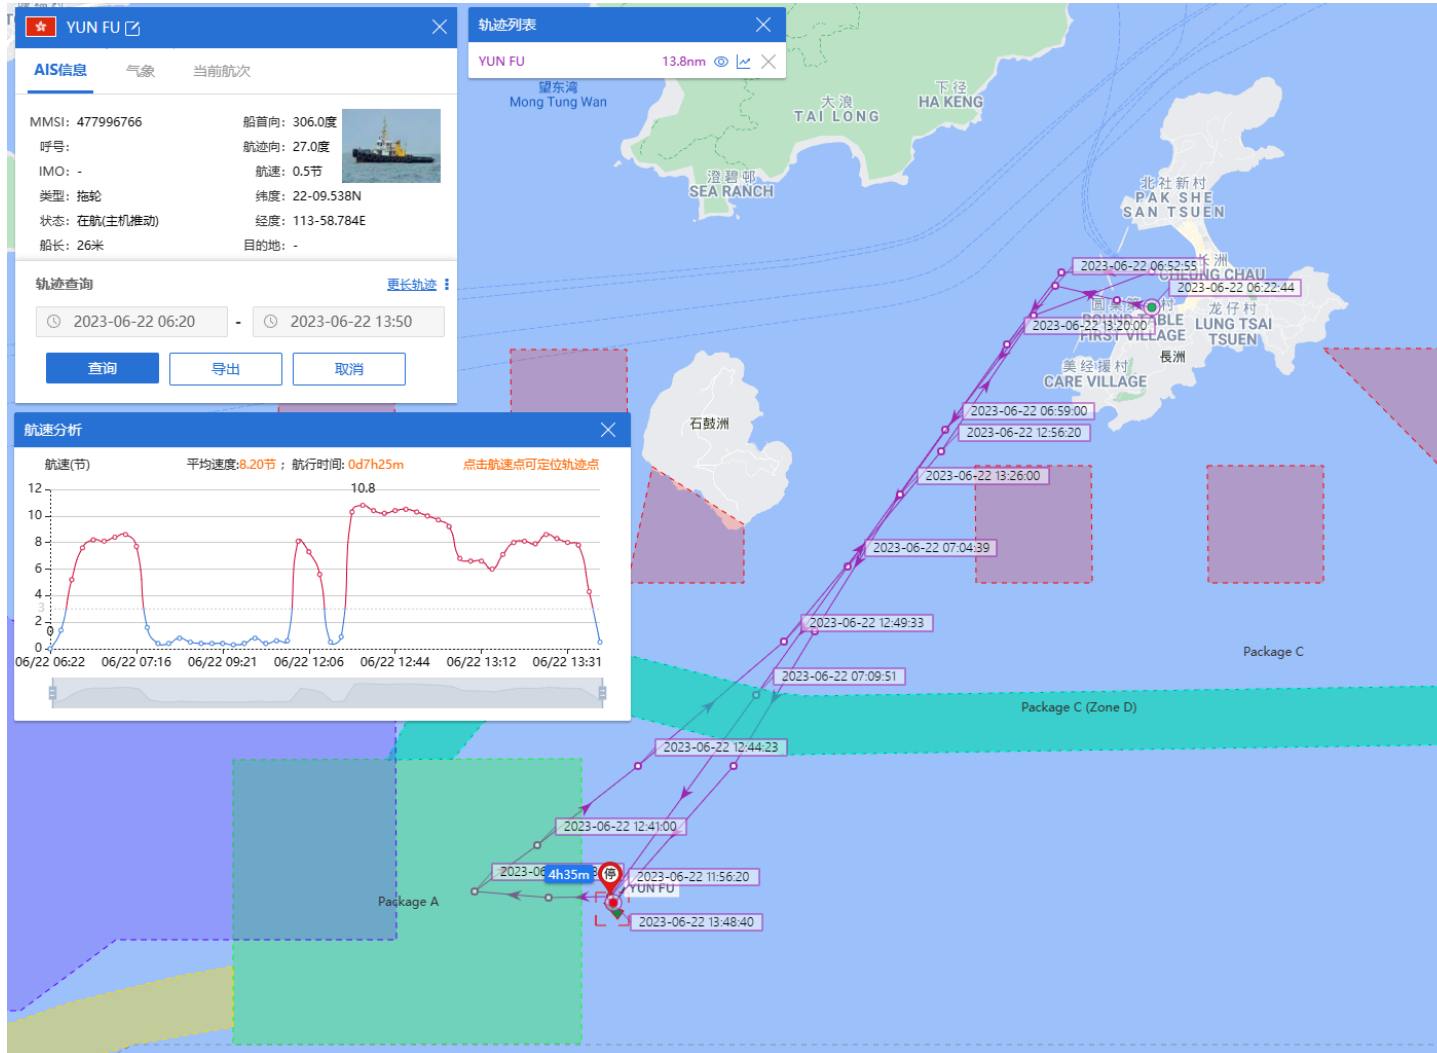 YUN FU
AIS信息 气象 当前航次
MMSI: 477996766 船首向: 306.0度
呼号: 航迹向: 27.0度
IMO: - 航速: 0.5节
类型: 拖轮 纬度: 22-09.538N
状态: 在航(主机推动) 经度: 113-58.784E
船长: 26米 目的地: -
轨迹查询 更长轨迹
2023-06-22 06:20 - 2023-06-22 13:50
查询 导出 取消
轨迹列表
YUN FU 13.8nm
航速分析
航速(节) 平均速度:8.20节 ; 航行时间: 0d7h25m 点击航速点可定位轨迹点
12
10.8
10
8
6
4
3
2
0
0
06/22 06:22 06/22 07:16 06/22 09:21 06/22 12:06 06/22 12:44 06/22 13:12 06/22 13:31
望东湾
Mong Tung Wan
大浪
TAI LONG
下径
HA KENG
澄碧邨
SEA RANCH
北社新村
PAK SHE
SAN TSUEN
2023-06-22 06:52:55
长洲
CHEUNG CHAU
2023-06-22 06:22:44
圆桌第一村
ROUND TABLE
FIRST VILLAGE
2023-06-22 13:20:00
龙仔村
LUNG TSAI
TSUEN
長洲
美经援村
CARE VILLAGE
石鼓洲
2023-06-22 06:59:00
2023-06-22 12:56:20
2023-06-22 13:26:00
2023-06-22 07:04:39
2023-06-22 12:49:33
Package C
2023-06-22 07:09:51
Package C (Zone D)
2023-06-22 12:44:23
2023-06-22 12:41:00
2023-06
4h35m
停
2023-06-22 11:56:20
YUN FU
Package A
2023-06-22 13:48:40